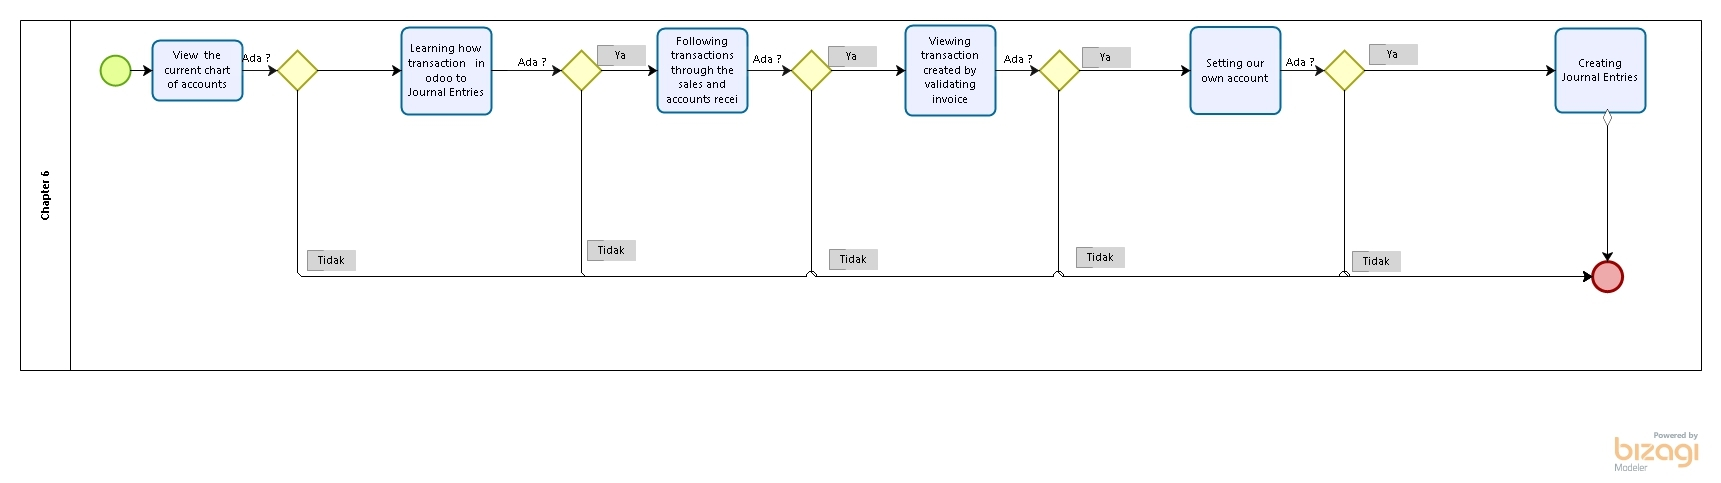 Chapter 6
View the
current chart
of accounts
Ada ?
Learning how
transaction in
odoo to
Journal Entries
Ada ?
Ya
Following
transactions
through the
sales and
accounts recei
Ada ?
Ya
Viewing
transaction
created by
validating
invoice
Ada ?
Ya
Setting our
own account
Ada ?
Ya
Creating
Journal Entries
Tidak
Tidak
Tidak
Tidak
Tidak
Powered by
bizagi
Modeler